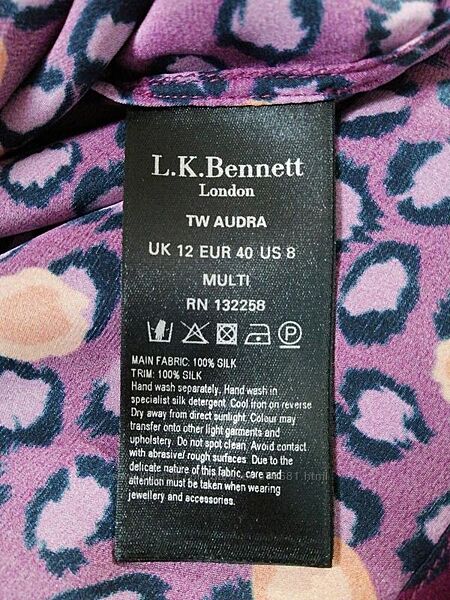 L.K.Bennett
London
TW AUDRA
UK 12 EUR 40 US 8
MULTI
RN 132258
P
MAIN FABRIC: 100% SILK
TRIM: 100% SILK
Hand wash separately. Hand wash in
specialist silk detergent. Cool iron on reverse
Dry away from direct sunlight. Colour may
transfer onto other light garments and
upholstery. Do not spot clean. Avoid contact
with abrasive/ rough surfaces. Due to the
delicate nature of this fabric, care and
attention must be taken when wearing
jewellery and accessories.